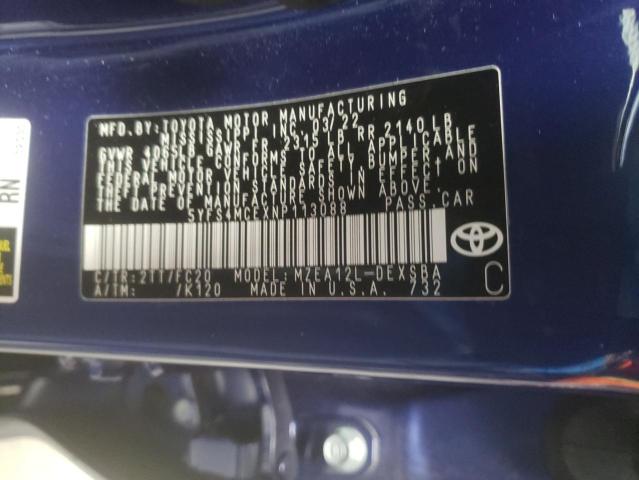 MFD. BY: TOYOTA MOTOR MANUFACTURING
MISSISSIPPI, INC. 03/22
GVWR 4055LB GAWR FR 2315LB RR 2140LB
THIS VEHICLE CONFORMS TO ALL APPLICABLE
FEDERAL MOTOR VEHICLE SAFETY, BUMPER, AND
THEFT PREVENTION STANDARDS IN EFFECT ON
THE DATE OF MANUFACTURE SHOWN ABOVE.
5YFS4MCEXNP113088 PASS. CAR
C/TR: 2TT/FC20 MODEL: MZEA12L-DEXSBA
A/TM: /K120 MADE IN U.S.A. 732
C
RN